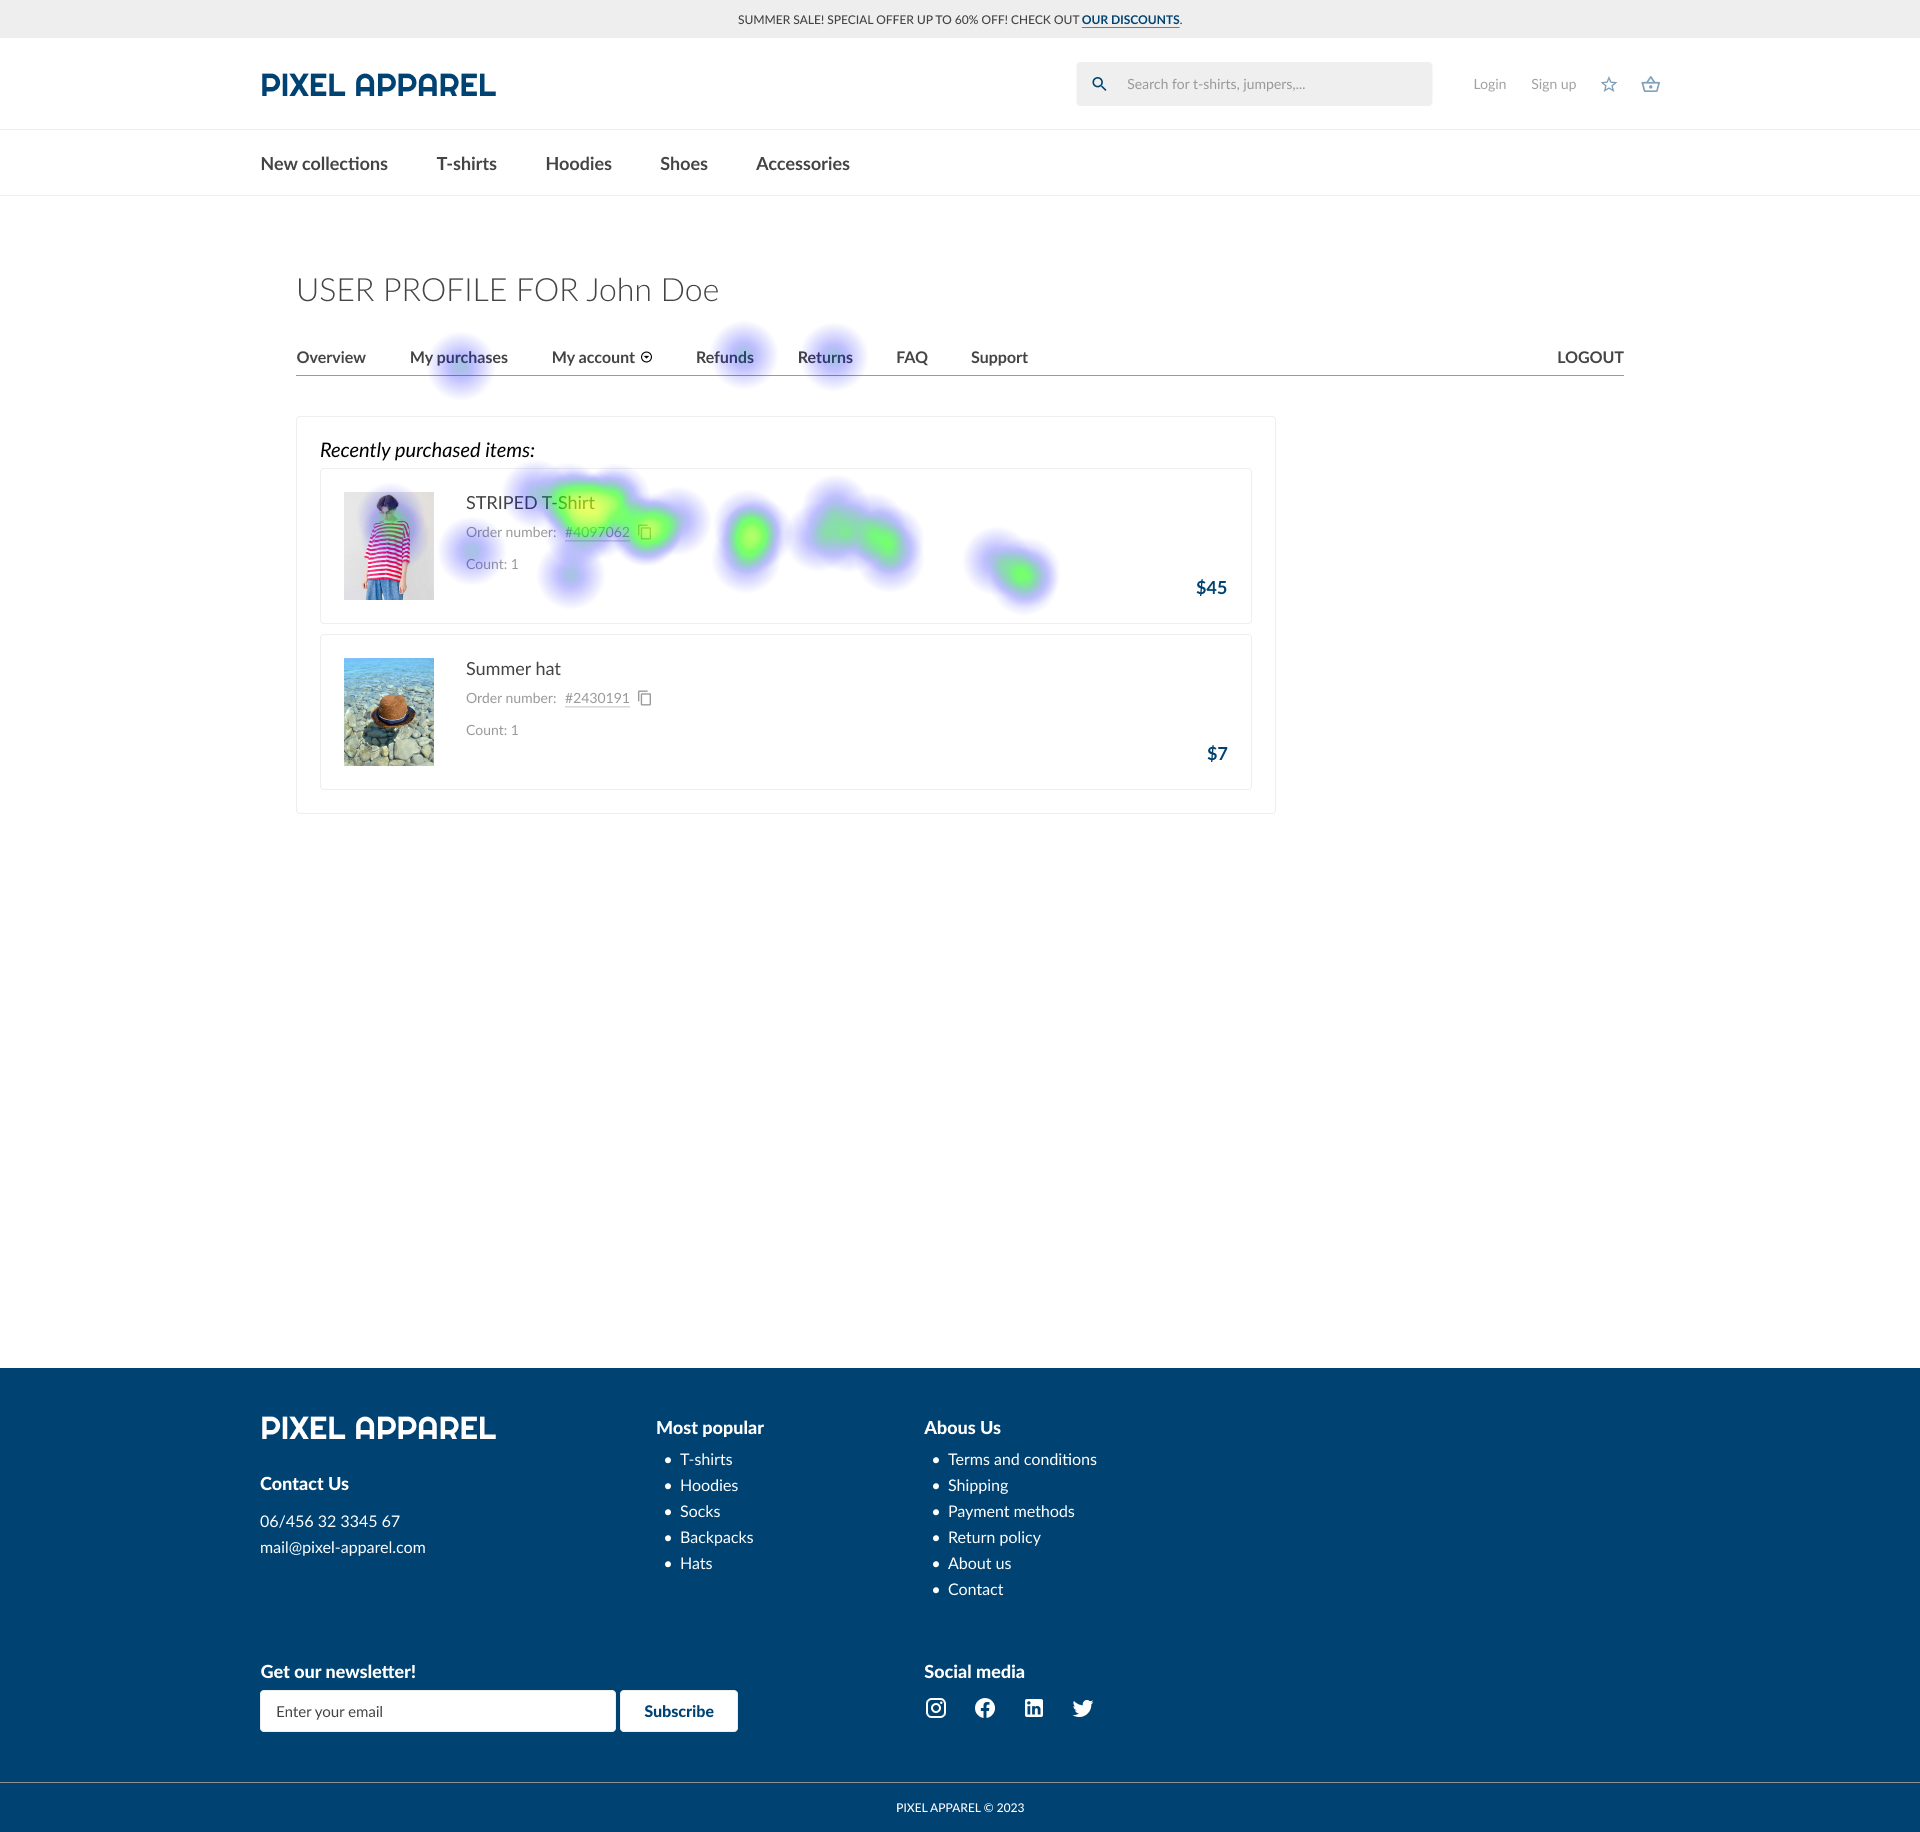 SUMMER SALE! SPECIAL OFFER UP TO 60% OFF! CHECK OUT OUR DISCOUNTS.
PIXEL APPAREL
Search for t-shirts, jumpers,...
Login
Sign up
New collections
T-shirts
Hoodies
Shoes
Accessories
USER PROFILE FOR John Doe
Overview
My purchases
My account
Refunds
Returns
FAQ
Support
LOGOUT
Recently purchased items:
STRIPED T-Shirt
Order number: #4097062
Count: 1
$45
Summer hat
Order number: #2430191
Count: 1
$7
PIXEL APPAREL
Contact Us
06/456 32 3345 67
mail@pixel-apparel.com
Most popular
• T-shirts
• Hoodies
• Socks
• Backpacks
• Hats
Abous Us
• Terms and conditions
• Shipping
• Payment methods
• Return policy
• About us
• Contact
Get our newsletter!
Enter your email
Subscribe
Social media
PIXEL APPAREL © 2023